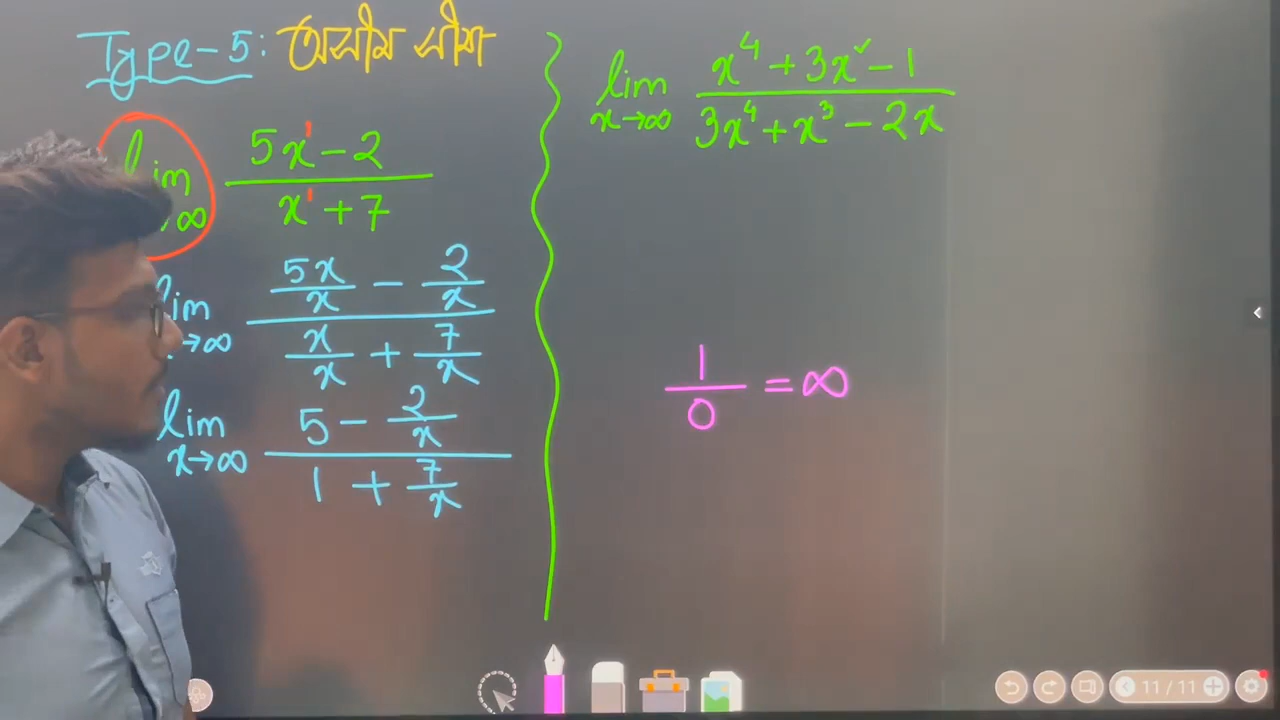 Type-5: অসীম সীমা
lim 5x¹ - 2
→∞ x¹ + 7
lim 5x/x - 2/x
→∞ x/x + 7/x
lim 5 - 2/x
x→∞ 1 + 7/x
lim x⁴ + 3x² - 1
x→∞ 3x⁴ + x³ - 2x
1/0 = ∞
11/11